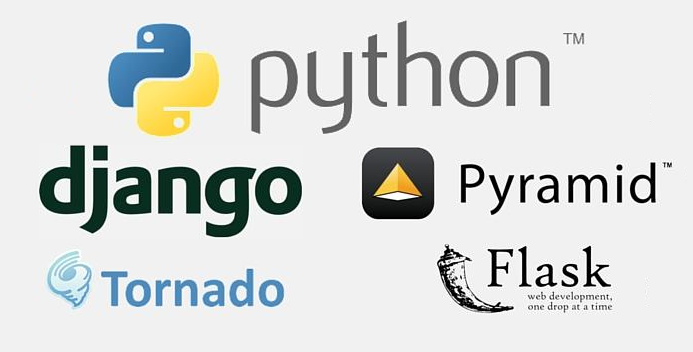 python™
django
Pyramid™
Tornado
Flask
web development,
one drop at a time